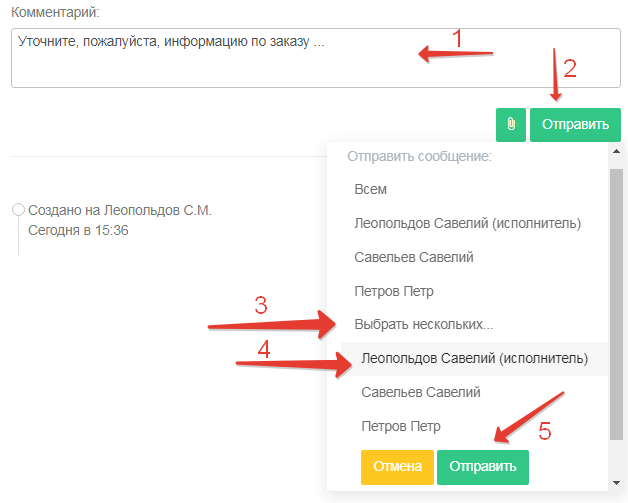 Комментарий:
Уточните, пожалуйста, информацию по заказу ...
1
2
Отправить
Отправить сообщение:
Всем
Создано на Леопольдов С.М.
Леопольдов Савелий (исполнитель)
Сегодня в 15:36
Савельев Савелий
Петров Петр
3
Выбрать нескольких...
4
Леопольдов Савелий (исполнитель)
Савельев Савелий
Петров Петр
5
Отмена
Отправить